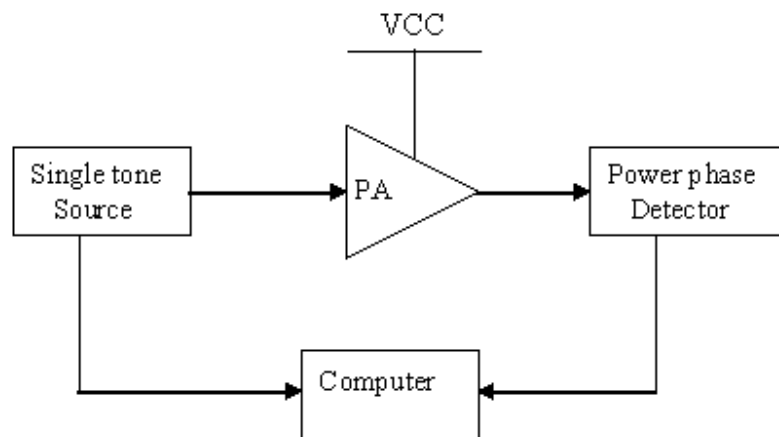 VCC
Single tone
Source
PA
Power phase
Detector
Computer